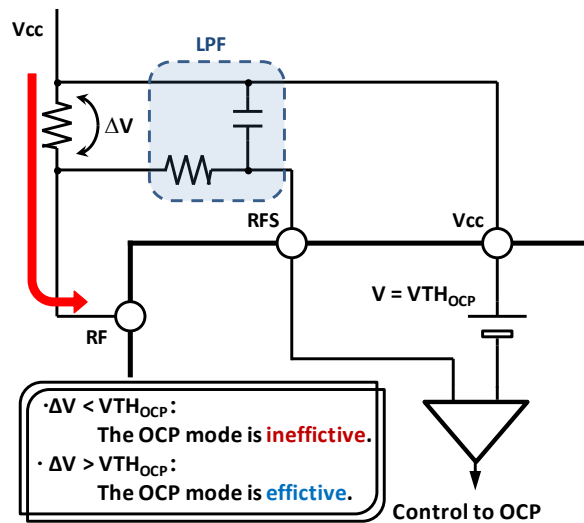 Vcc
LPF
ΔV
RFS
Vcc
V = VTHOCP
RF
·ΔV < VTHOCP:
The OCP mode is ineffictive.
· ΔV > VTHOCP:
The OCP mode is effictive.
Control to OCP